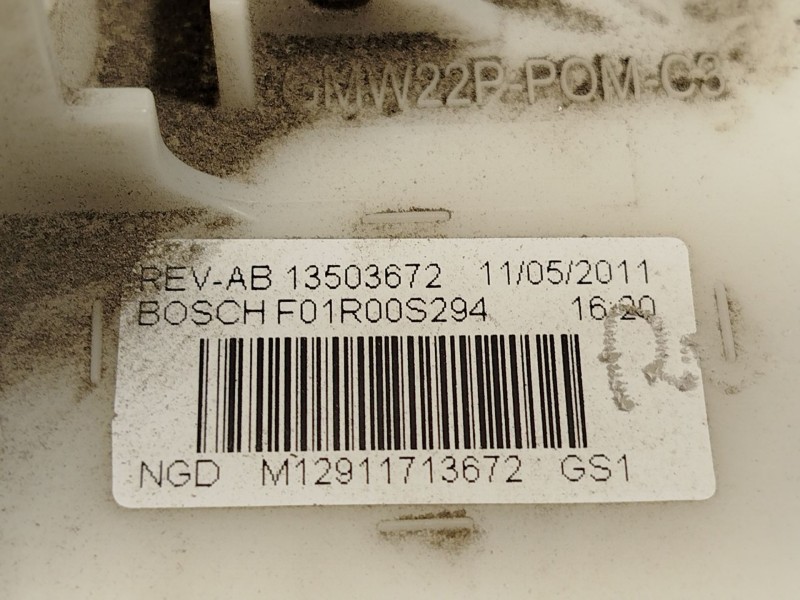 GMW22P-POM-C3
REV-AB 13503672 11/05/2011
BOSCH F01R00S294 16:20
NGD M12911713672 GS1